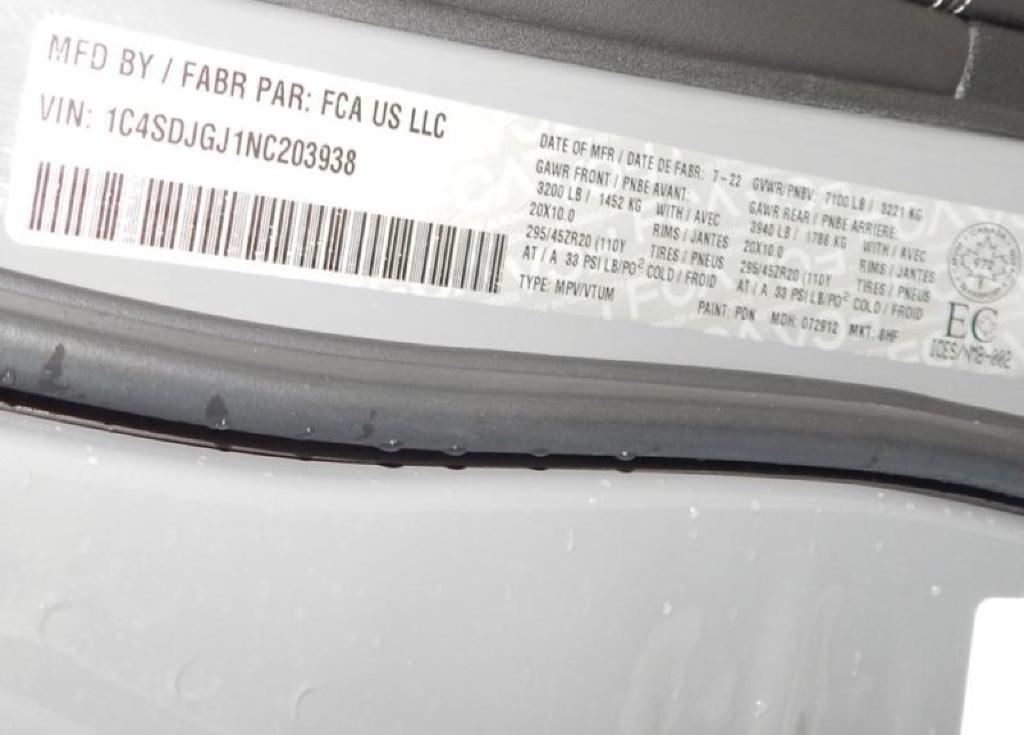 MFD BY / FABR PAR: FCA US LLC
VIN: 1C4SDJGJ1NC203938
DATE OF MFR / DATE DE FABR: 7-22 GVWR/PNBV: 7100 LB / 3221 KG
GAWR FRONT / PNBE AVANT:
3200 LB / 1452 KG WITH / AVEC
20X10.0 RIMS / JANTES
295/45ZR20 (110Y TIRES / PNEUS
AT / A 33 PSI LB/PO² COLD / FROID
TYPE: MPV/VTUM
GAWR REAR / PNBE ARRIERE:
3940 LB / 1786 KG WITH / AVEC
20X10.0 RIMS / JANTES
295/45ZR20 (110Y TIRES / PNEUS
AT / A 33 PSI LB/PO² COLD / FROID
PAINT: PDN MDH: 072912 MKT: BHF
CANADA
EC
ICES/NMB-002